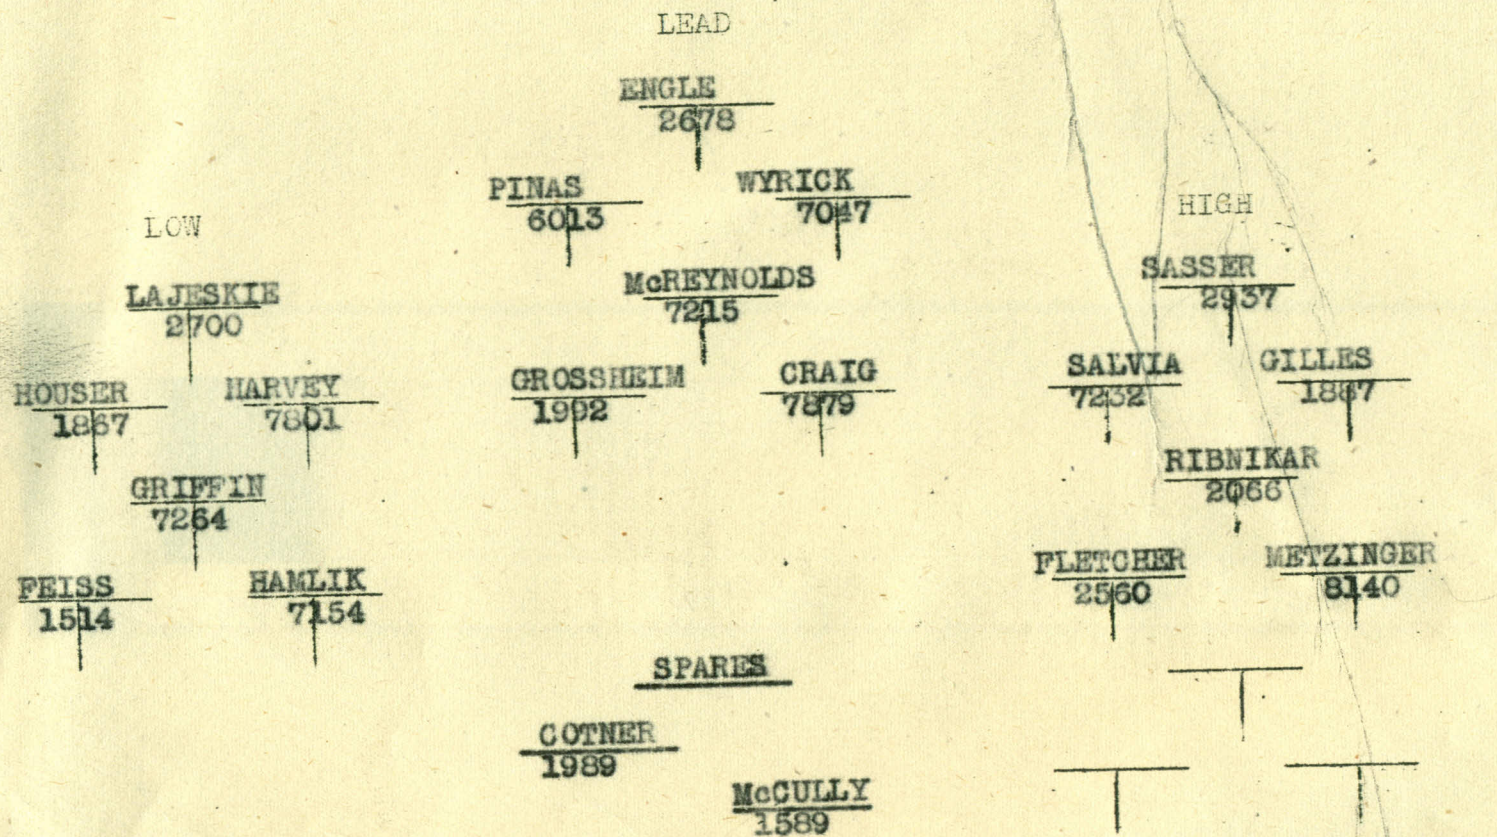 LEAD
ENGLE
2678
PINAS
6013
WYRICK
7047
McREYNOLDS
7215
GROSSHEIM
1992
CRAIG
7879
LOW
LAJESKIE
2700
HOUSER
1867
HARVEY
7801
GRIFFIN
7264
FEISS
1514
HAMLIK
7154
HIGH
SASSER
2937
SALVIA
7232
GILLES
1887
RIBNIKAR
2066
FLETCHER
2560
METZINGER
8140
SPARES
COTNER
1989
McCULLY
1589